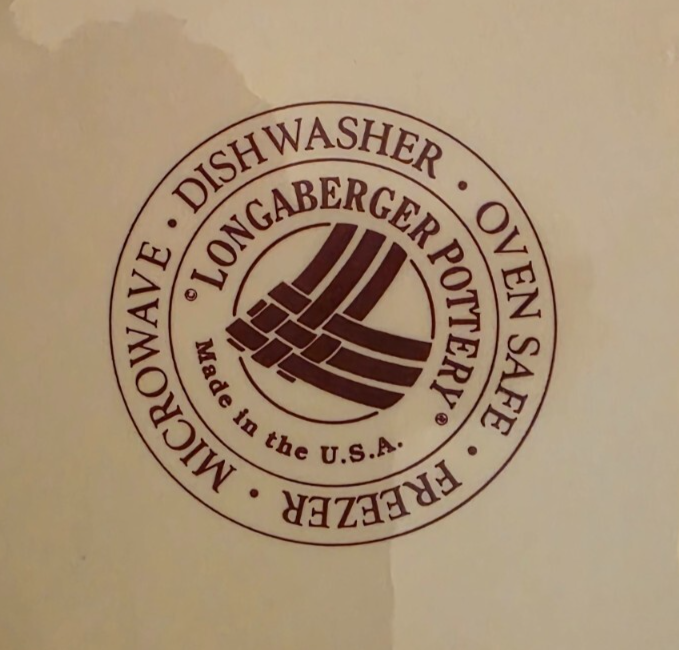 MICROWAVE · DISHWASHER · OVEN SAFE · FREEZER ·
© LONGABERGER POTTERY ®
Made in the U.S.A.